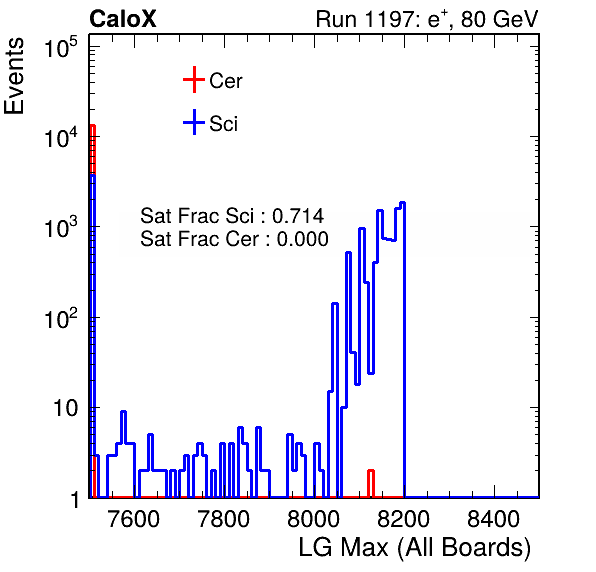 CaloX Run 1197: e⁺, 80 GeV
Events
10⁵
10⁴
10³
10²
10
1
Cer
Sci
Sat Frac Sci : 0.714
Sat Frac Cer : 0.000
7600 7800 8000 8200 8400
LG Max (All Boards)